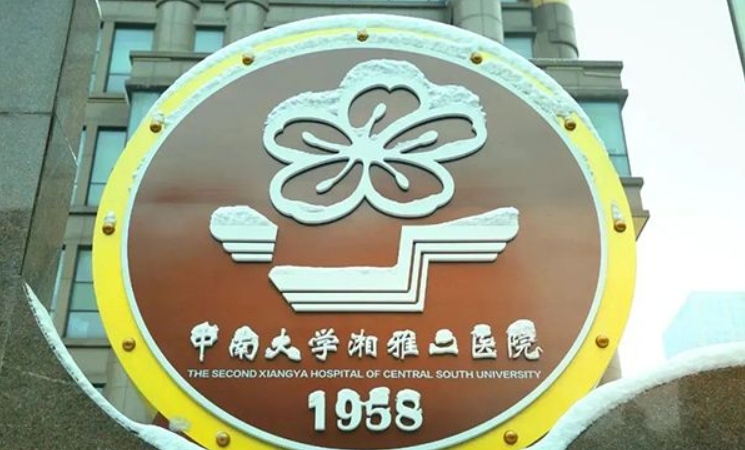 中南大学湘雅二医院
THE SECOND XIANGYA HOSPITAL OF CENTRAL SOUTH UNIVERSITY
1958